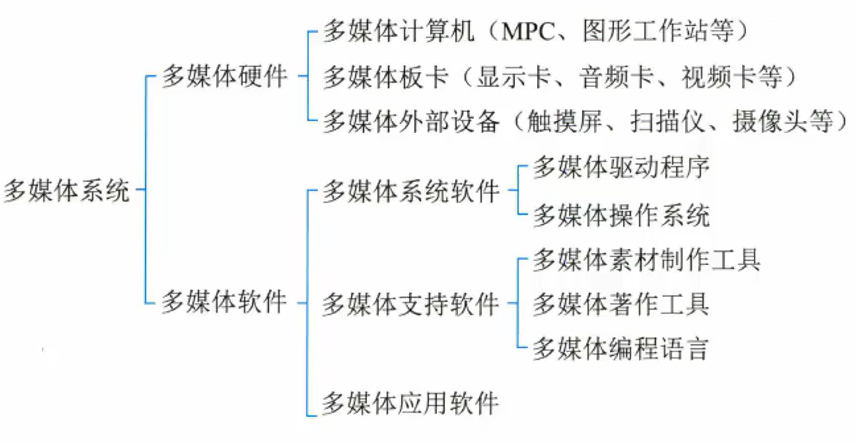 多媒体计算机（MPC、图形工作站等）
多媒体硬件
多媒体板卡（显示卡、音频卡、视频卡等）
多媒体外部设备（触摸屏、扫描仪、摄像头等）
多媒体系统
多媒体驱动程序
多媒体系统软件
多媒体操作系统
多媒体素材制作工具
多媒体软件
多媒体支持软件
多媒体著作工具
多媒体编程语言
多媒体应用软件